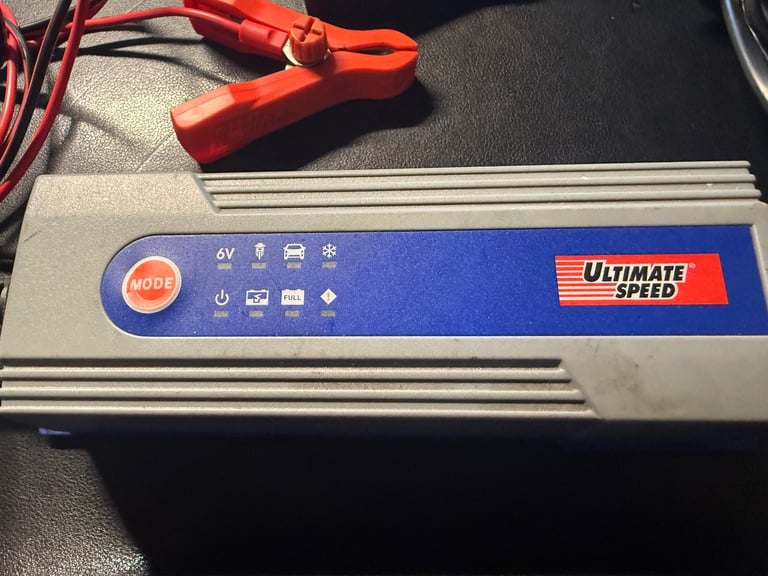 6V
MODE
FULL
!
ULTIMATE®
SPEED